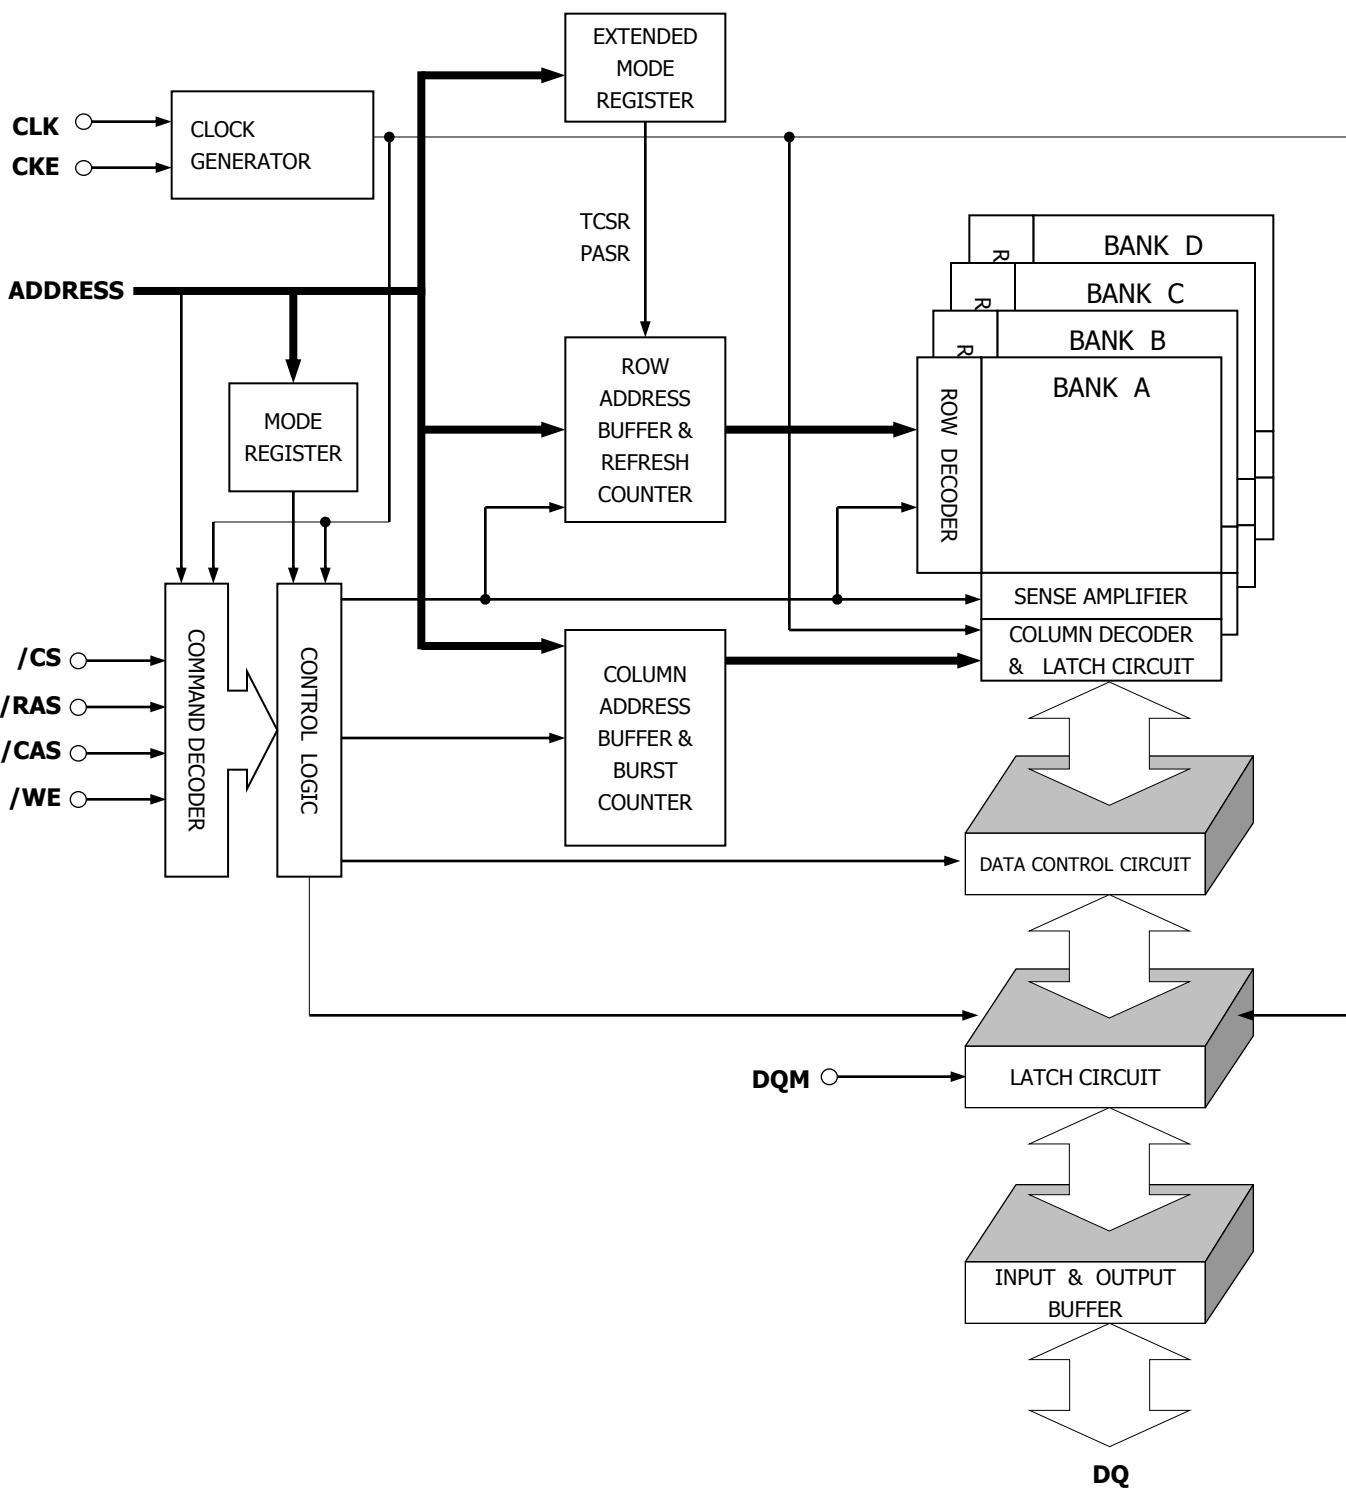 EXTENDED
MODE
REGISTER
CLK
CKE
CLOCK
GENERATOR
TCSR
PASR
ADDRESS
R
BANK D
R
BANK C
R
BANK B
BANK A
ROW DECODER
ROW
ADDRESS
BUFFER &
REFRESH
COUNTER
MODE
REGISTER
SENSE AMPLIFIER
COLUMN DECODER
& LATCH CIRCUIT
/CS
/RAS
/CAS
/WE
COMMAND DECODER
CONTROL LOGIC
COLUMN
ADDRESS
BUFFER &
BURST
COUNTER
DATA CONTROL CIRCUIT
DQM
LATCH CIRCUIT
INPUT & OUTPUT
BUFFER
DQ